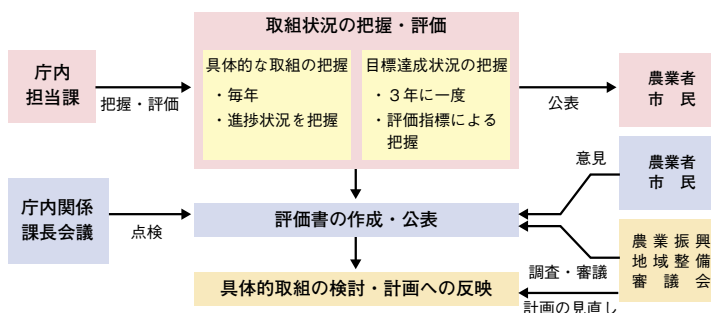 取組状況の把握・評価
庁内
担当課
把握・評価
具体的な取組の把握
・毎年
・進捗状況を把握
目標達成状況の把握
・３年に一度
・評価指標による
把握
公表
農業者
市　民
庁内関係
課長会議
点検
評価書の作成・公表
意見
農業者
市　民
具体的取組の検討・計画への反映
調査・審議
計画の見直し
農業振興
地域整備
審議会